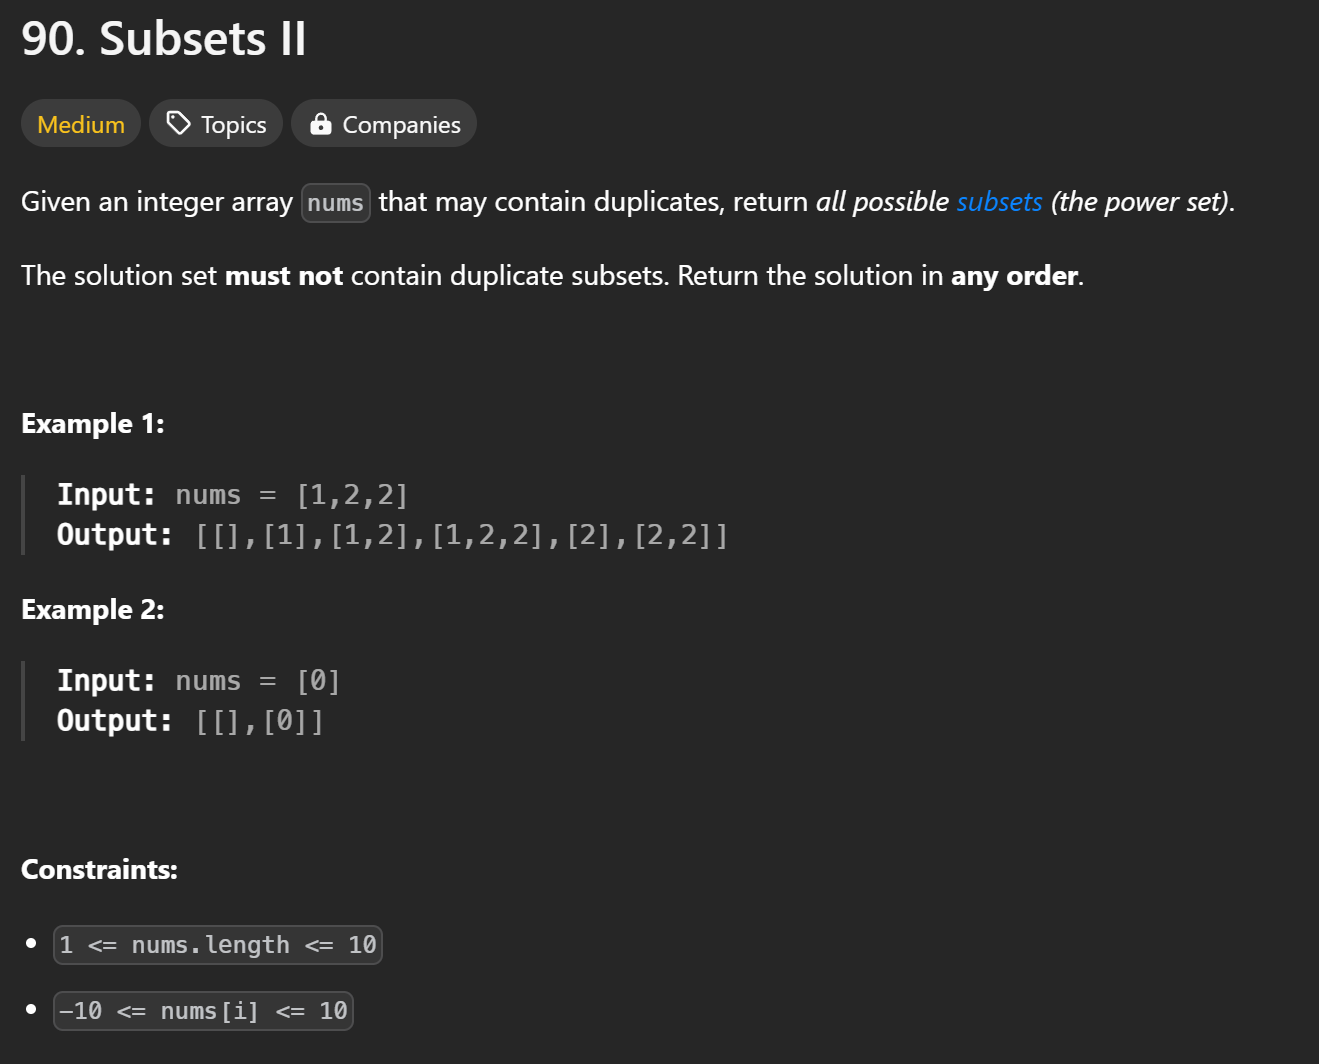 90. Subsets II
Medium Topics Companies
Given an integer array nums that may contain duplicates, return all possible subsets (the power set).
The solution set must not contain duplicate subsets. Return the solution in any order.
Example 1:
Input: nums = [1,2,2]
Output: [[],[1],[1,2],[1,2,2],[2],[2,2]]
Example 2:
Input: nums = [0]
Output: [[],[0]]
Constraints:
• 1 <= nums.length <= 10
• -10 <= nums[i] <= 10